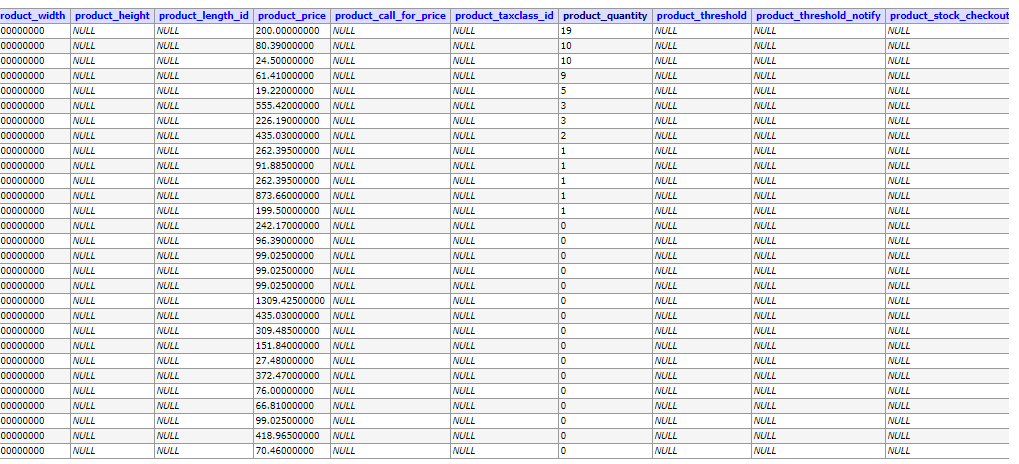 roduct_width product_height product_length_id product_price product_call_for_price product_taxclass_id product_quantity product_threshold product_threshold_notify product_stock_checkout
00000000 NULL NULL 200.00000000 NULL NULL 19 NULL NULL NULL
00000000 NULL NULL 80.39000000 NULL NULL 10 NULL NULL NULL
00000000 NULL NULL 24.50000000 NULL NULL 10 NULL NULL NULL
00000000 NULL NULL 61.41000000 NULL NULL 9 NULL NULL NULL
00000000 NULL NULL 19.22000000 NULL NULL 5 NULL NULL NULL
00000000 NULL NULL 555.42000000 NULL NULL 3 NULL NULL NULL
00000000 NULL NULL 226.19000000 NULL NULL 3 NULL NULL NULL
00000000 NULL NULL 435.03000000 NULL NULL 2 NULL NULL NULL
00000000 NULL NULL 262.39500000 NULL NULL 1 NULL NULL NULL
00000000 NULL NULL 91.88500000 NULL NULL 1 NULL NULL NULL
00000000 NULL NULL 262.39500000 NULL NULL 1 NULL NULL NULL
00000000 NULL NULL 873.66000000 NULL NULL 1 NULL NULL NULL
00000000 NULL NULL 199.50000000 NULL NULL 1 NULL NULL NULL
00000000 NULL NULL 242.17000000 NULL NULL 0 NULL NULL NULL
00000000 NULL NULL 96.39000000 NULL NULL 0 NULL NULL NULL
00000000 NULL NULL 99.02500000 NULL NULL 0 NULL NULL NULL
00000000 NULL NULL 99.02500000 NULL NULL 0 NULL NULL NULL
00000000 NULL NULL 99.02500000 NULL NULL 0 NULL NULL NULL
00000000 NULL NULL 1309.42500000 NULL NULL 0 NULL NULL NULL
00000000 NULL NULL 435.03000000 NULL NULL 0 NULL NULL NULL
00000000 NULL NULL 309.48500000 NULL NULL 0 NULL NULL NULL
00000000 NULL NULL 151.84000000 NULL NULL 0 NULL NULL NULL
00000000 NULL NULL 27.48000000 NULL NULL 0 NULL NULL NULL
00000000 NULL NULL 372.47000000 NULL NULL 0 NULL NULL NULL
00000000 NULL NULL 76.00000000 NULL NULL 0 NULL NULL NULL
00000000 NULL NULL 66.81000000 NULL NULL 0 NULL NULL NULL
00000000 NULL NULL 99.02500000 NULL NULL 0 NULL NULL NULL
00000000 NULL NULL 418.96500000 NULL NULL 0 NULL NULL NULL
00000000 NULL NULL 70.46000000 NULL NULL 0 NULL NULL NULL